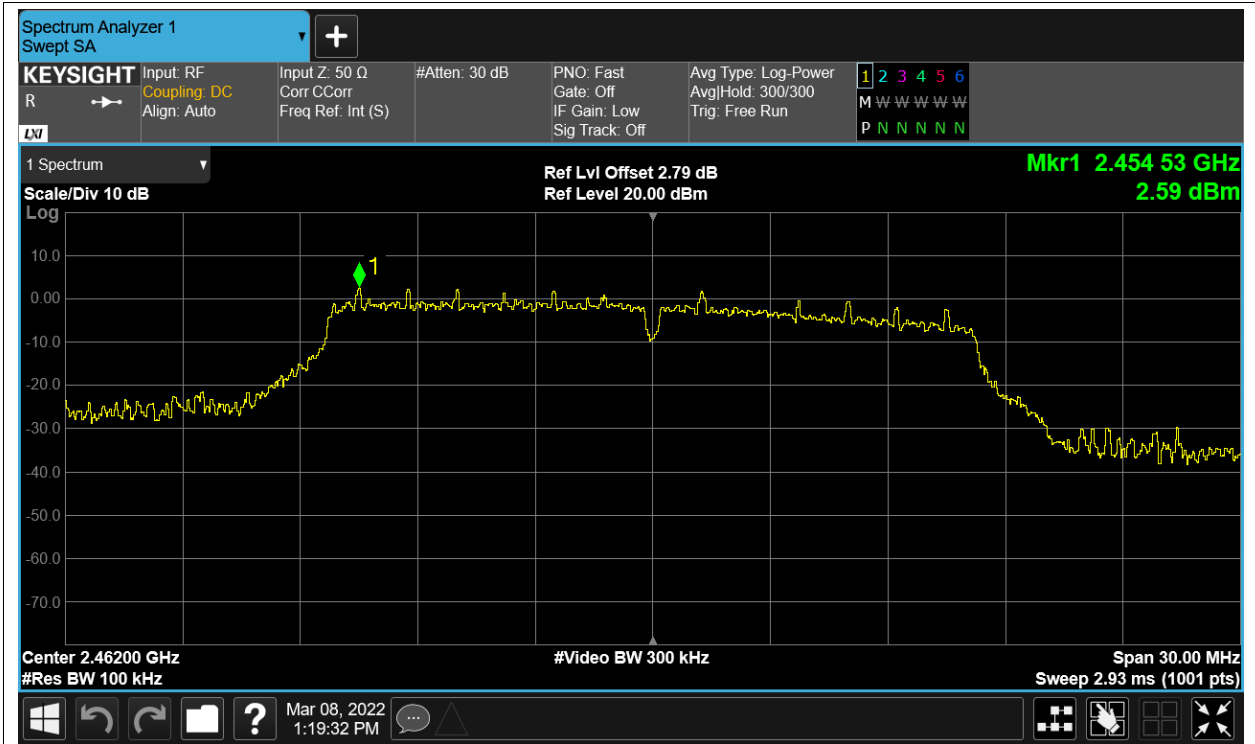 Spectrum Analyzer 1
Swept SA
KEYSIGHT
R
LXI
Input: RF
Coupling: DC
Align: Auto
Input Z: 50 Ω
Corr CCorr
Freq Ref: Int (S)
#Atten: 30 dB
PNO: Fast
Gate: Off
IF Gain: Low
Sig Track: Off
Avg Type: Log-Power
Avg|Hold: 300/300
Trig: Free Run
1 2 3 4 5 6
M W W W W W
P N N N N N
1 Spectrum
Scale/Div 10 dB
Log
Ref Lvl Offset 2.79 dB
Ref Level 20.00 dBm
Mkr1 2.454 53 GHz
2.59 dBm
10.0
1
0.00
-10.0
-20.0
-30.0
-40.0
-50.0
-60.0
-70.0
Center 2.46200 GHz
#Res BW 100 kHz
#Video BW 300 kHz
Span 30.00 MHz
Sweep 2.93 ms (1001 pts)
?
Mar 08, 2022
1:19:32 PM